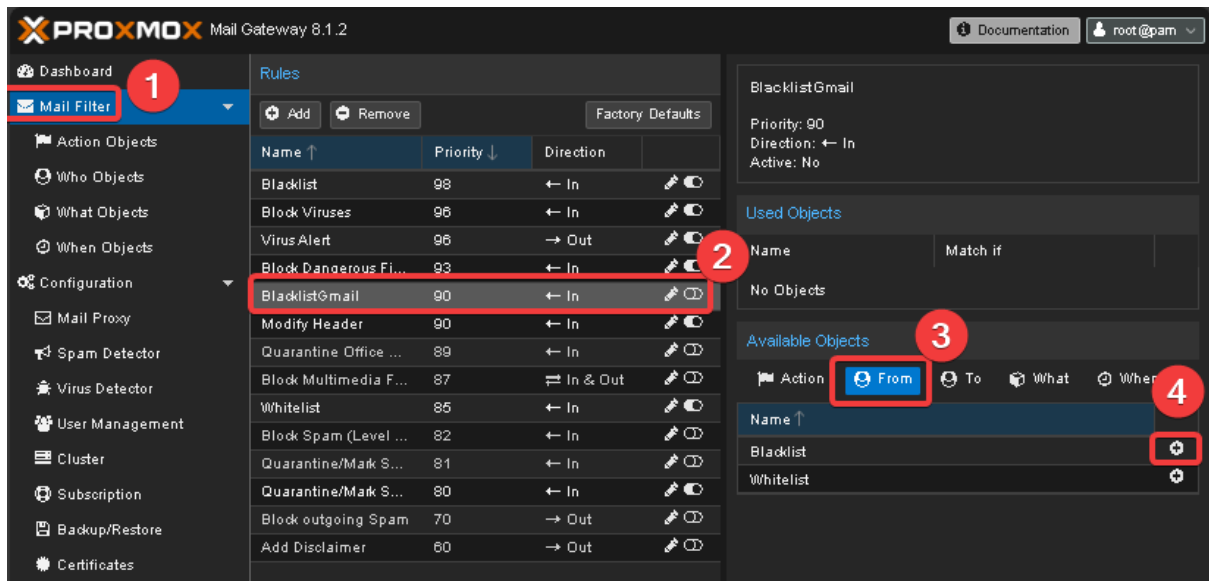 PROXMOX Mail Gateway 8.1.2
Documentation
root@pam
Dashboard
1
Mail Filter
Action Objects
Who Objects
What Objects
When Objects
Configuration
Mail Proxy
Spam Detector
Virus Detector
User Management
Cluster
Subscription
Backup/Restore
Certificates
Rules
Add Remove Factory Defaults
Name Priority Direction
Blacklist 98 ← In
Block Viruses 96 ← In
Virus Alert 96 → Out
2
Block Dangerous Fi... 93 ← In
BlacklistGmail 90 ← In
Modify Header 90 ← In
Quarantine Office ... 89 ← In
Block Multimedia F... 87 ⇄ In & Out
Whitelist 85 ← In
Block Spam (Level ... 82 ← In
Quarantine/Mark S... 81 ← In
Quarantine/Mark S... 80 ← In
Block outgoing Spam 70 → Out
Add Disclaimer 60 → Out
BlacklistGmail
Priority: 90
Direction: ← In
Active: No
Used Objects
Name Match if
No Objects
Available Objects
3
Action From To What When
4
Name
Blacklist
Whitelist